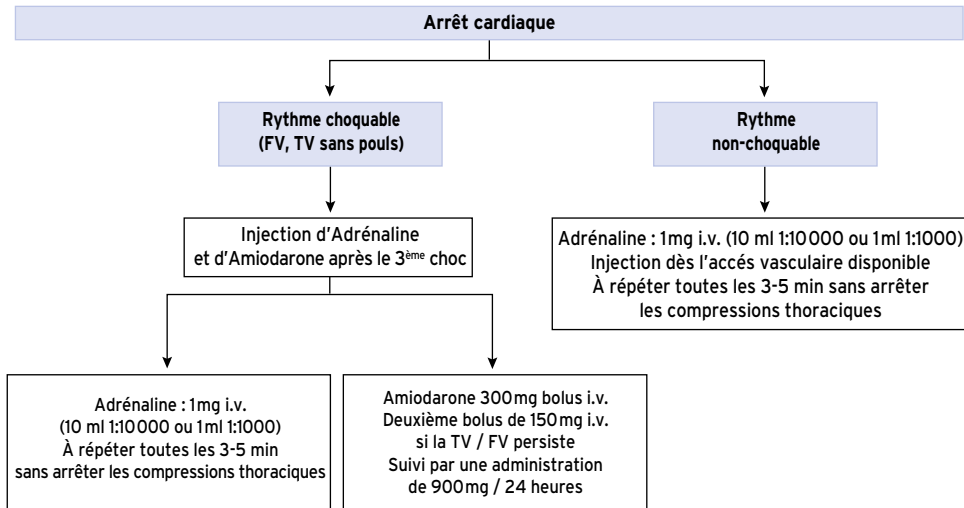 Arrêt cardiaque
Rythme choquable
(FV, TV sans pouls)
Rythme
non-choquable
Injection d'Adrénaline
et d'Amiodarone après le 3ème choc
Adrénaline : 1mg i.v. (10 ml 1:10000 ou 1ml 1:1000)
Injection dès l'accés vasculaire disponible
À répéter toutes les 3-5 min sans arrêter
les compressions thoraciques
Adrénaline : 1mg i.v.
(10 ml 1:10000 ou 1ml 1:1000)
À répéter toutes les 3-5 min
sans arrêter les compressions thoraciques
Amiodarone 300mg bolus i.v.
Deuxième bolus de 150mg i.v.
si la TV / FV persiste
Suivi par une administration
de 900mg / 24 heures